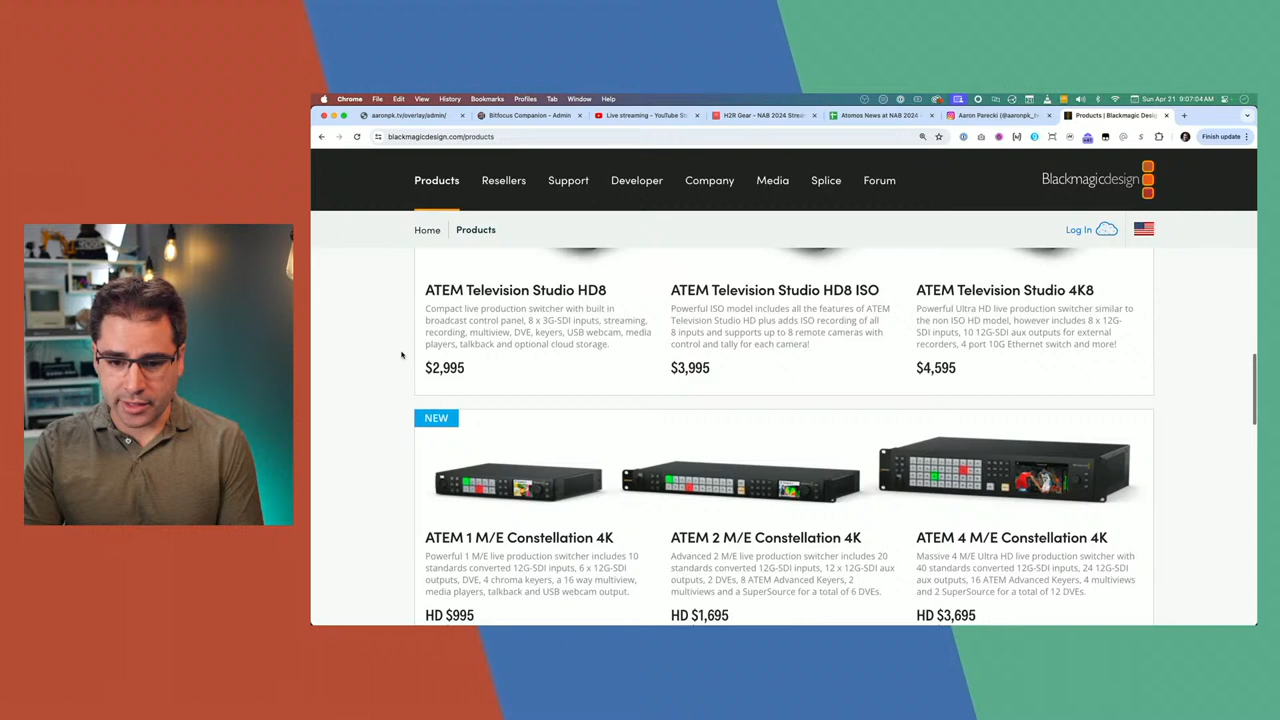 Chrome File Edit View History Bookmarks Profiles Tab Window Help
Sun Apr 21 9:07:04 AM
aaronpk.tv/overlay/admin/
Bitfocus Companion - Admin
Live streaming - YouTube St
H2R Gear - NAB 2024 Stream
Atomos News at NAB 2024 -
Aaron Parecki (@aaronpk_tv
Products | Blackmagic Desig
blackmagicdesign.com/products
Finish update
Products Resellers Support Developer Company Media Splice Forum
Blackmagicdesign
Home Products
Log In
ATEM Television Studio HD8
Compact live production switcher with built in
broadcast control panel, 8 x 3G-SDI inputs, streaming,
recording, multiview, DVE, keyers, USB webcam, media
players, talkback and optional cloud storage.
$2,995
ATEM Television Studio HD8 ISO
Powerful ISO model includes all the features of ATEM
Television Studio HD plus adds ISO recording of all
8 inputs and supports up to 8 remote cameras with
control and tally for each camera!
$3,995
ATEM Television Studio 4K8
Powerful Ultra HD live production switcher similar to
the non ISO HD model, however includes 8 x 12G-
SDI inputs, 10 12G-SDI aux outputs for external
recorders, 4 port 10G Ethernet switch and more!
$4,595
NEW
ATEM 1 M/E Constellation 4K
Powerful 1 M/E live production switcher includes 10
standards converted 12G-SDI inputs, 6 x 12G-SDI
outputs, DVE, 4 chroma keyers, a 16 way multiview,
media players, talkback and USB webcam output.
HD $995
ATEM 2 M/E Constellation 4K
Advanced 2 M/E live production switcher includes 20
standards converted 12G-SDI inputs, 12 x 12G-SDI aux
outputs, 2 DVEs, 8 ATEM Advanced Keyers, 2
multiviews and a SuperSource for a total of 6 DVEs.
HD $1,695
ATEM 4 M/E Constellation 4K
Massive 4 M/E Ultra HD live production switcher with
40 standards converted 12G-SDI inputs, 24 12G-SDI
aux outputs, 16 ATEM Advanced Keyers, 4 multiviews
and 2 SuperSource for a total of 12 DVEs.
HD $3,695